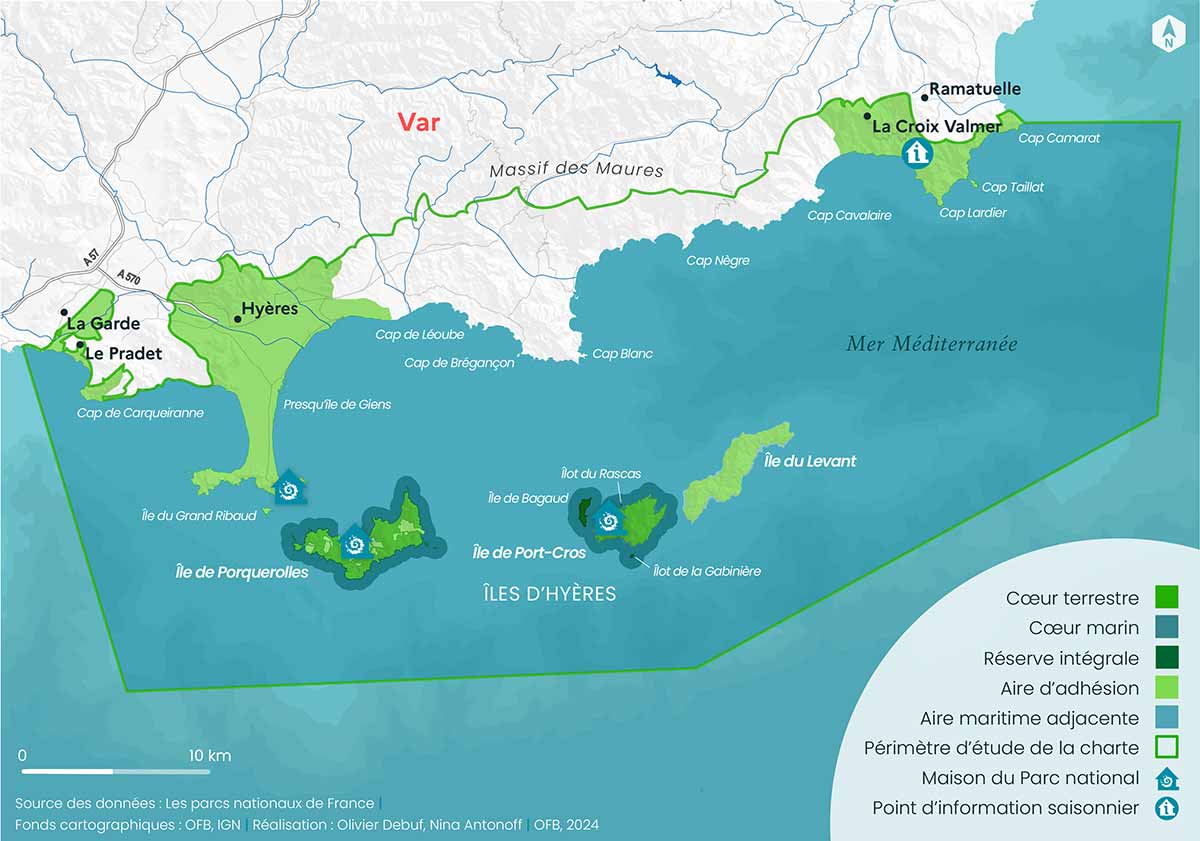 N
Ramatuelle
Var
La Croix Valmer
Cap Camarat
Massif des Maures
Cap Taillat
Cap Cavalaire
Cap Lardier
A 57
Cap Nègre
A 570
Hyères
La Garde
Cap de Léoube
Mer Méditerranée
Le Pradet
Cap de Brégançon
Cap Blanc
Cap de Carqueiranne
Presqu'île de Giens
Île du Levant
Îlot du Rascas
Île de Bagaud
Île du Grand Ribaud
Île de Port-Cros
Île de Porquerolles
Îlot de la Gabinière
ÎLES D'HYÈRES
Cœur terrestre
Cœur marin
Réserve intégrale
Aire d'adhésion
Aire maritime adjacente
Périmètre d'étude de la charte
Maison du Parc national
Point d'information saisonnier
0 10 km
Source des données : Les parcs nationaux de France |
Fonds cartographiques : OFB, IGN | Réalisation : Olivier Debuf, Nina Antonoff | OFB, 2024